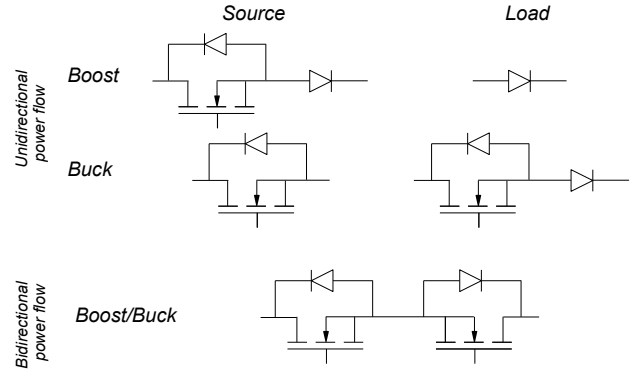 Source Load
Unidirectional
power flow
Boost
Buck
Bidirectional
power flow
Boost/Buck